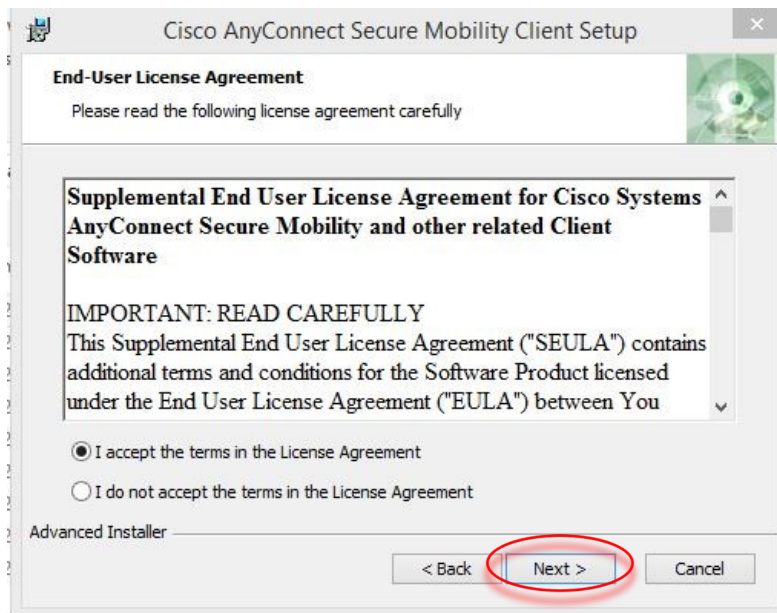 Cisco AnyConnect Secure Mobility Client Setup
End-User License Agreement
Please read the following license agreement carefully
Supplemental End User License Agreement for Cisco Systems
AnyConnect Secure Mobility and other related Client
Software
IMPORTANT: READ CAREFULLY
This Supplemental End User License Agreement ("SEULA") contains
additional terms and conditions for the Software Product licensed
under the End User License Agreement ("EULA") between You
I accept the terms in the License Agreement
I do not accept the terms in the License Agreement
Advanced Installer
< Back Next > Cancel